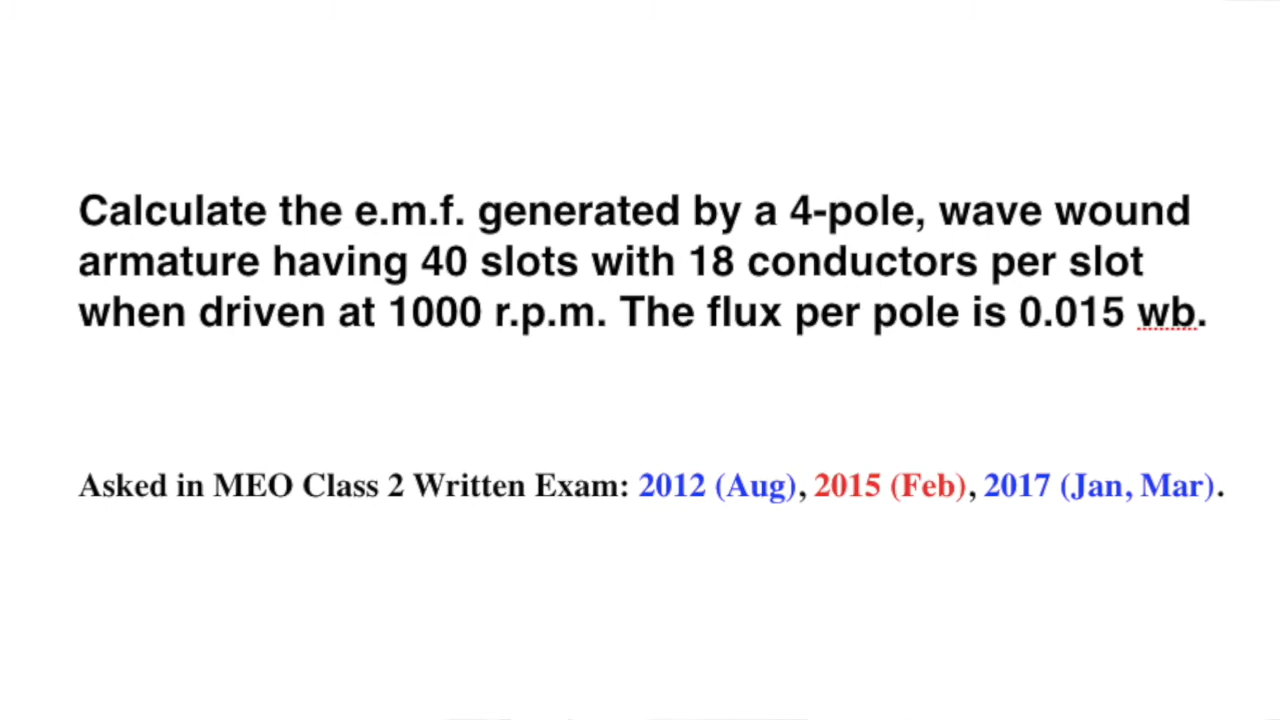 Calculate the e.m.f. generated by a 4-pole, wave wound
armature having 40 slots with 18 conductors per slot
when driven at 1000 r.p.m. The flux per pole is 0.015 wb.
Asked in MEO Class 2 Written Exam: 2012 (Aug), 2015 (Feb), 2017 (Jan, Mar).